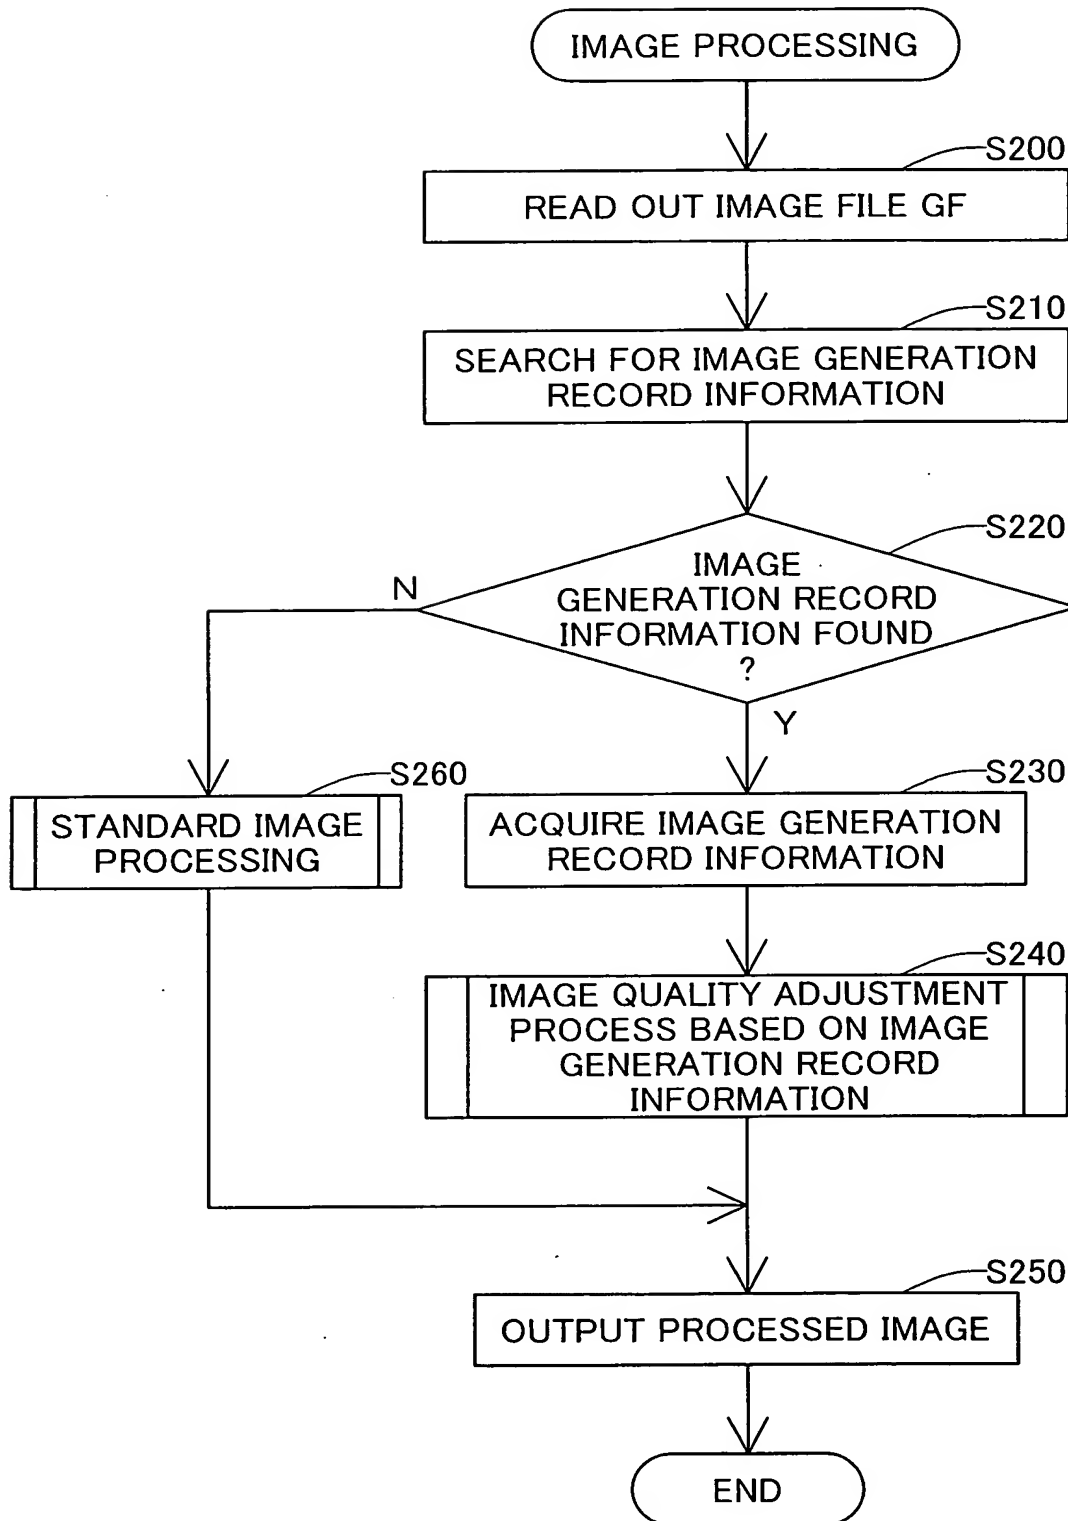 IMAGE PROCESSING
S200
READ OUT IMAGE FILE GF
S210
SEARCH FOR IMAGE GENERATION
RECORD INFORMATION
S220
IMAGE
GENERATION RECORD
INFORMATION FOUND
?
N
Y
S260
STANDARD IMAGE
PROCESSING
S230
ACQUIRE IMAGE GENERATION
RECORD INFORMATION
S240
IMAGE QUALITY ADJUSTMENT
PROCESS BASED ON IMAGE
GENERATION RECORD
INFORMATION
S250
OUTPUT PROCESSED IMAGE
END